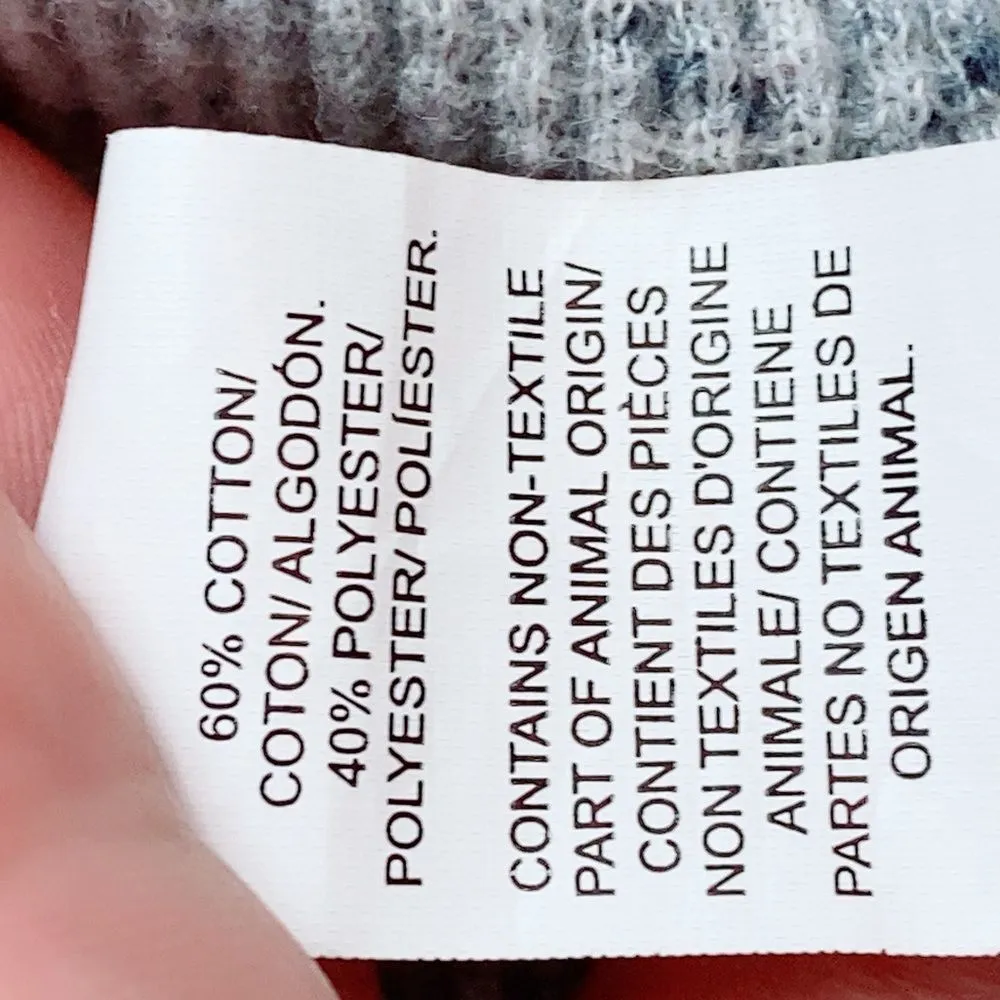 60% COTTON/
COTON/ ALGODÓN.
40% POLYESTER/
POLYESTER/ POLÍESTER.
CONTAINS NON-TEXTILE
PART OF ANIMAL ORIGIN/
CONTIENT DES PIÈCES
NON TEXTILES D'ORIGINE
ANIMALE/ CONTIENE
PARTES NO TEXTILES DE
ORIGEN ANIMAL.